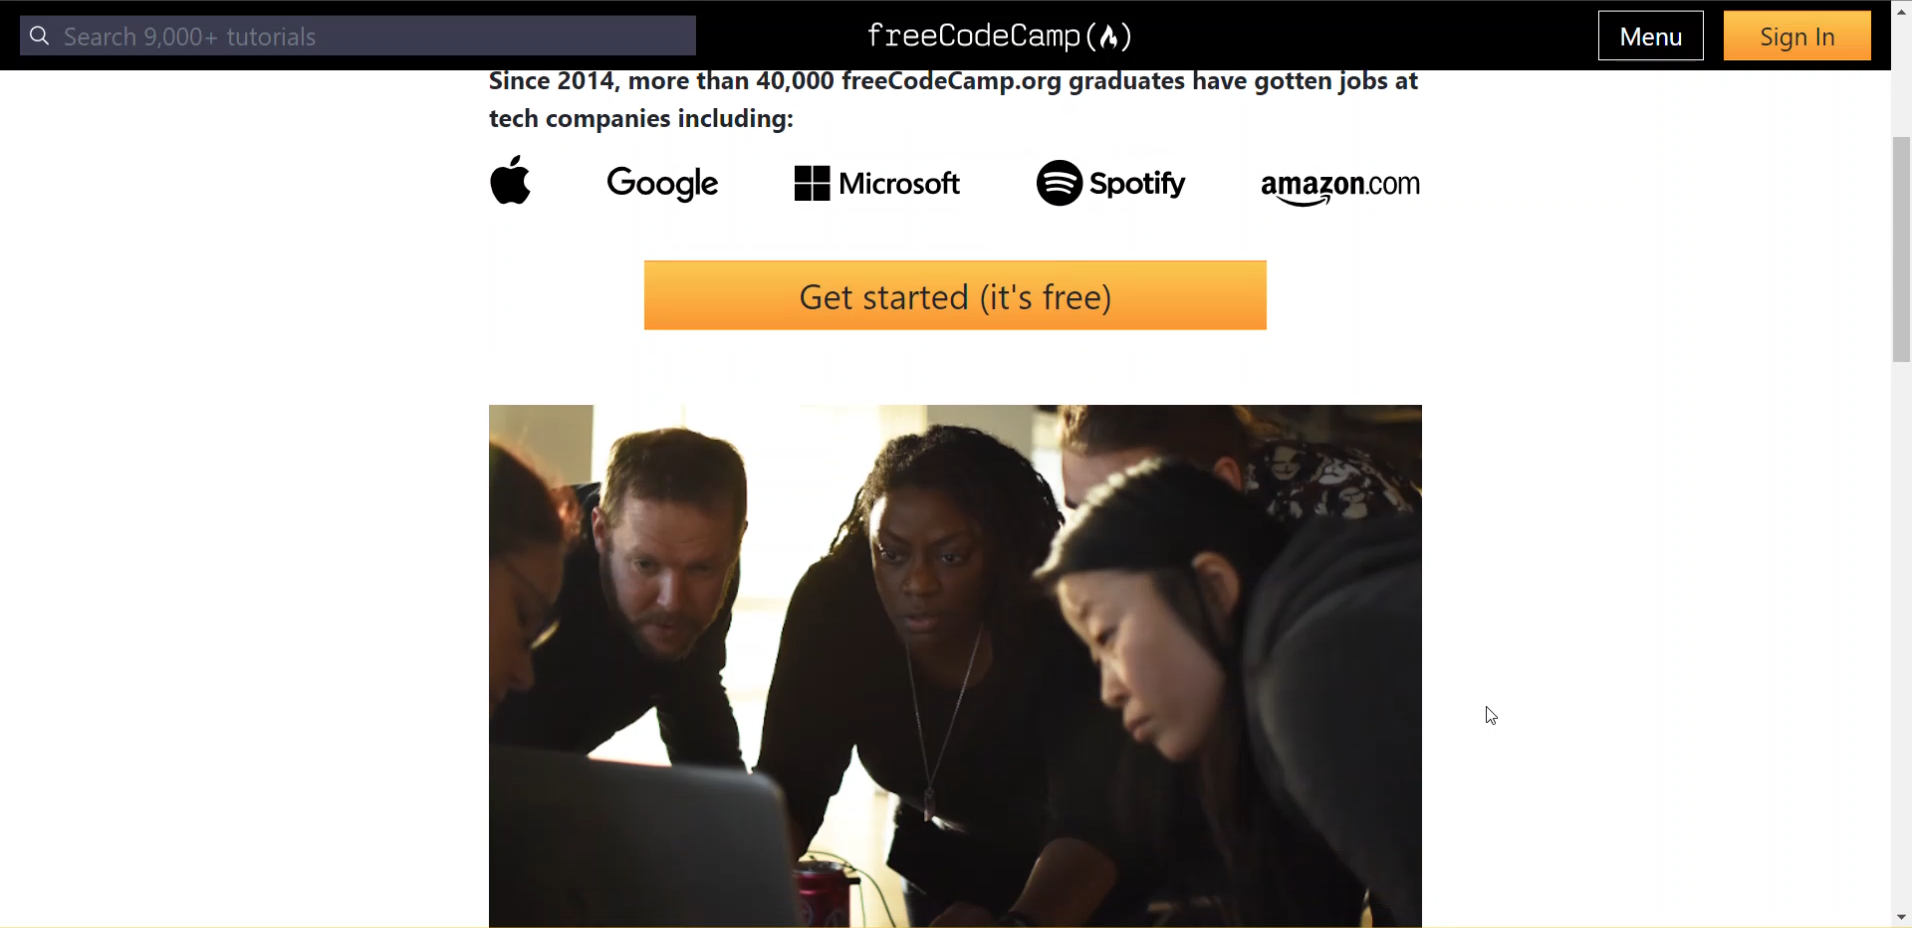 Search 9,000+ tutorials
freeCodeCamp
Menu
Sign In
Since 2014, more than 40,000 freeCodeCamp.org graduates have gotten jobs at
tech companies including:
Google
Microsoft
Spotify
amazon.com
Get started (it's free)